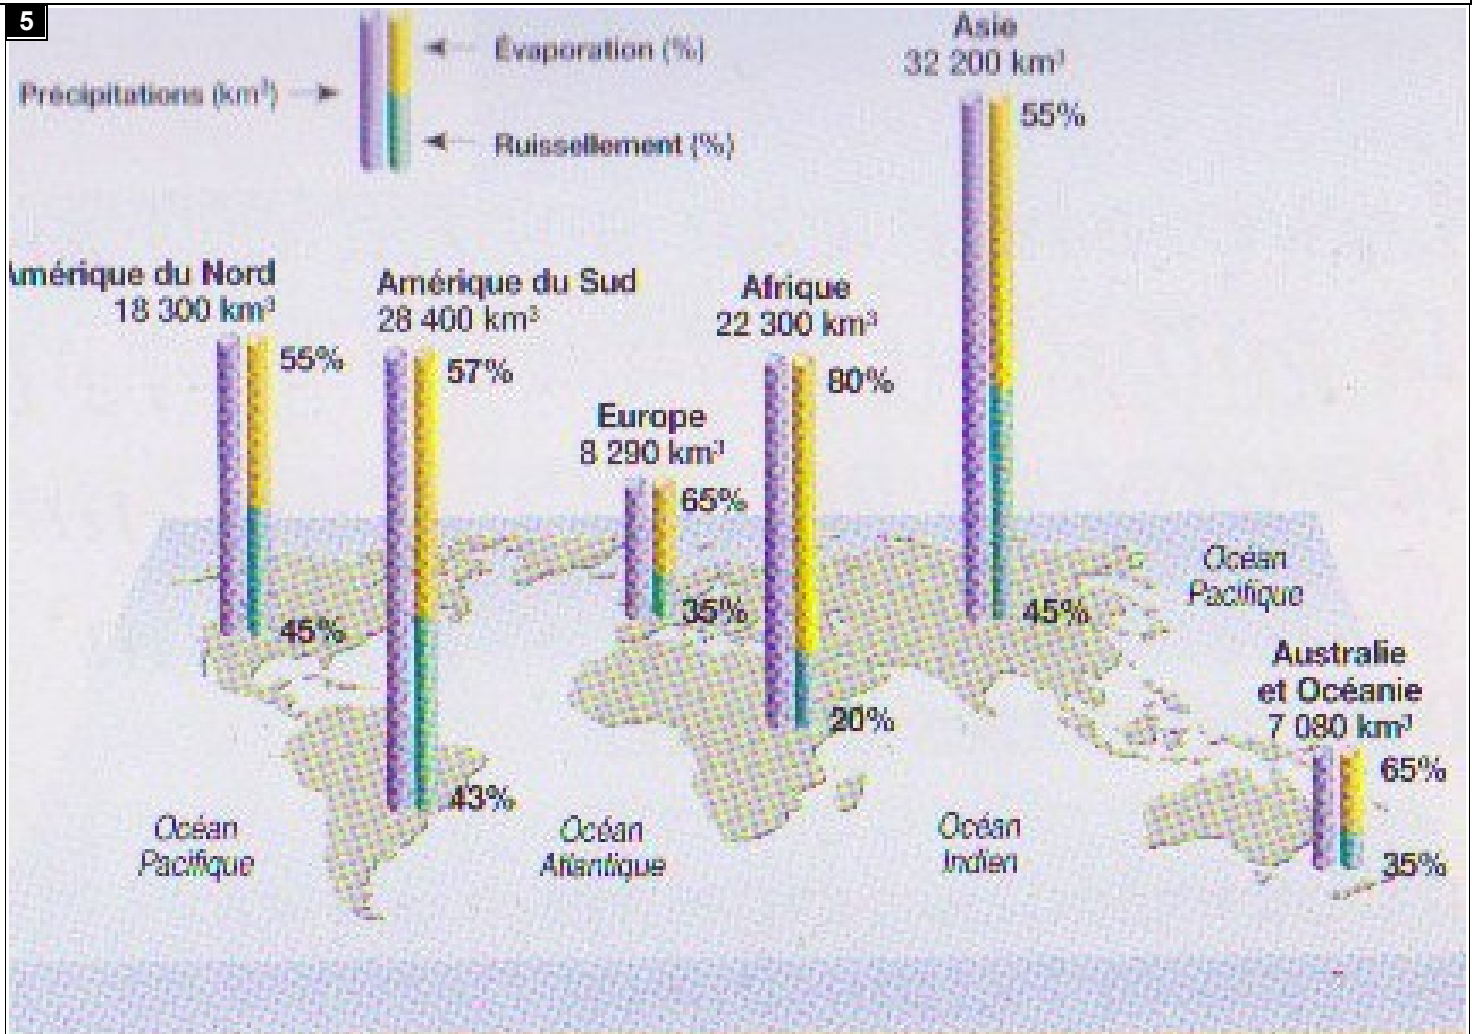 5
Évaporation (%)
Précipitations (km³)
Ruissellement (%)
Asie
32 200 km³
55%
45%
Amérique du Nord
18 300 km³
55%
45%
Amérique du Sud
28 400 km³
57%
43%
Europe
8 290 km³
65%
35%
Afrique
22 300 km³
80%
20%
Océan
Pacifique
Australie
et Océanie
7 080 km³
65%
35%
Océan
Pacifique
Océan
Atlantique
Océan
Indien